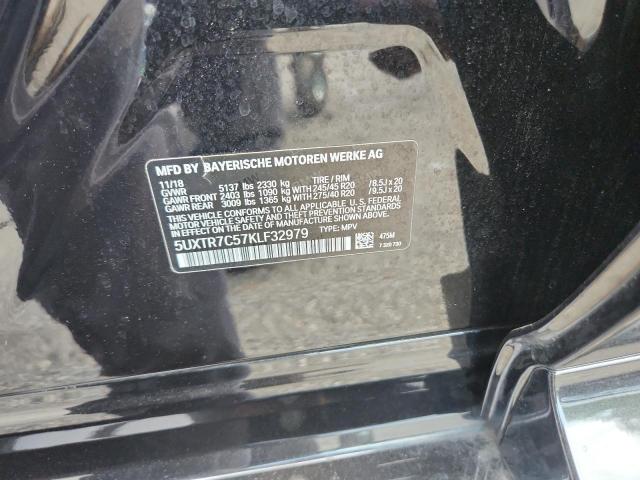 MFD BY BAYERISCHE MOTOREN WERKE AG
11/18 TIRE / RIM
GVWR 5137 lbs 2330 kg
GAWR FRONT 2403 lbs 1090 kg WITH 245/45 R20 /8.5J x 20
GAWR REAR 3009 lbs 1365 kg WITH 275/40 R20 /9.5J x 20
THIS VEHICLE CONFORMS TO ALL APPLICABLE U.S. FEDERAL
MOTOR VEHICLE SAFETY AND THEFT PREVENTION STANDARDS
IN EFFECT ON THE DATE OF MANUFACTURE SHOWN ABOVE.
5UXTR7C57KLF32979 475M
TYPE: MPV 7 329 730